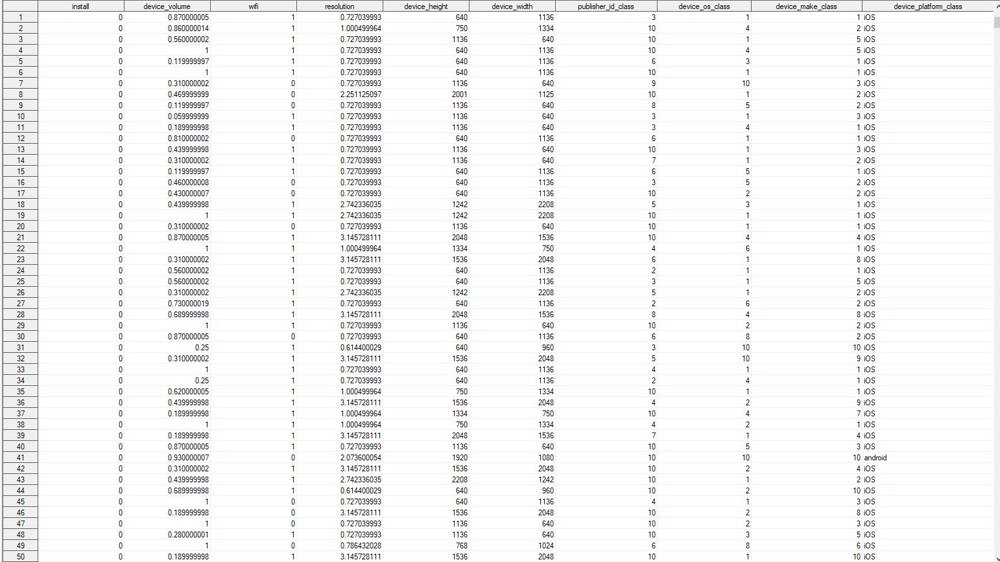 install device_volume wifi resolution device_height device_width publisher_id_class device_os_class device_make_class device_platform_class
1 0 0.870000005 1 0.727039993 640 1136 3 1 1 iOS
2 0 0.860000014 1 1.000499964 750 1334 10 4 2 iOS
3 0 0.560000002 1 0.727039993 1136 640 10 1 5 iOS
4 0 1 1 0.727039993 640 1136 10 4 5 iOS
5 0 0.119999997 1 0.727039993 640 1136 6 3 1 iOS
6 0 1 1 0.727039993 640 1136 10 1 1 iOS
7 0 0.310000002 0 0.727039993 1136 640 9 10 3 iOS
8 0 0.469999999 0 2.251125097 2001 1125 10 1 2 iOS
9 0 0.119999997 0 0.727039993 1136 640 8 5 2 iOS
10 0 0.059999999 1 0.727039993 1136 640 3 1 3 iOS
11 0 0.189999998 1 0.727039993 1136 640 3 4 1 iOS
12 0 0.810000002 0 0.727039993 640 1136 6 1 1 iOS
13 0 0.439999998 1 0.727039993 1136 640 10 1 3 iOS
14 0 0.310000002 1 0.727039993 1136 640 7 1 2 iOS
15 0 0.119999997 1 0.727039993 640 1136 6 5 1 iOS
16 0 0.460000008 0 0.727039993 640 1136 3 5 2 iOS
17 0 0.430000007 0 0.727039993 640 1136 10 2 2 iOS
18 0 0.439999998 1 2.742336035 1242 2208 5 3 1 iOS
19 0 1 1 2.742336035 1242 2208 10 1 1 iOS
20 0 0.310000002 0 0.727039993 1136 640 10 1 1 iOS
21 0 0.870000005 1 3.145728111 2048 1536 10 4 4 iOS
22 0 1 1 1.000499964 1334 750 4 6 1 iOS
23 0 0.310000002 1 3.145728111 1536 2048 6 1 8 iOS
24 0 0.560000002 1 0.727039993 640 1136 2 1 1 iOS
25 0 0.560000002 1 0.727039993 640 1136 3 1 5 iOS
26 0 0.310000002 1 2.742336035 1242 2208 5 1 2 iOS
27 0 0.730000019 1 0.727039993 640 1136 2 6 2 iOS
28 0 0.689999998 1 3.145728111 2048 1536 8 4 8 iOS
29 0 1 1 0.727039993 1136 640 10 2 2 iOS
30 0 0.870000005 0 0.727039993 640 1136 6 8 2 iOS
31 0 0.25 1 0.614400029 640 960 3 10 10 iOS
32 0 0.310000002 1 3.145728111 1536 2048 5 10 9 iOS
33 0 1 1 0.727039993 640 1136 4 1 1 iOS
34 0 0.25 1 0.727039993 640 1136 2 4 1 iOS
35 0 0.620000005 1 1.000499964 750 1334 10 1 1 iOS
36 0 0.439999998 1 3.145728111 1536 2048 4 2 9 iOS
37 0 0.189999998 1 1.000499964 1334 750 10 4 7 iOS
38 0 1 1 1.000499964 750 1334 4 2 1 iOS
39 0 0.189999998 1 3.145728111 2048 1536 7 1 4 iOS
40 0 0.870000005 1 0.727039993 1136 640 10 5 3 iOS
41 0 0.930000007 0 2.073600054 1920 1080 10 10 10 android
42 0 0.310000002 1 3.145728111 1536 2048 10 2 4 iOS
43 0 0.439999998 1 2.742336035 2208 1242 10 1 2 iOS
44 0 0.689999998 1 0.614400029 640 960 10 2 10 iOS
45 0 1 0 0.727039993 640 1136 4 1 3 iOS
46 0 0.189999998 0 3.145728111 1536 2048 10 2 8 iOS
47 0 1 0 0.727039993 1136 640 10 2 3 iOS
48 0 0.280000001 1 0.727039993 1136 640 10 3 5 iOS
49 0 1 0 0.786432028 768 1024 6 8 6 iOS
50 0 0.189999998 1 3.145728111 1536 2048 10 1 10 iOS